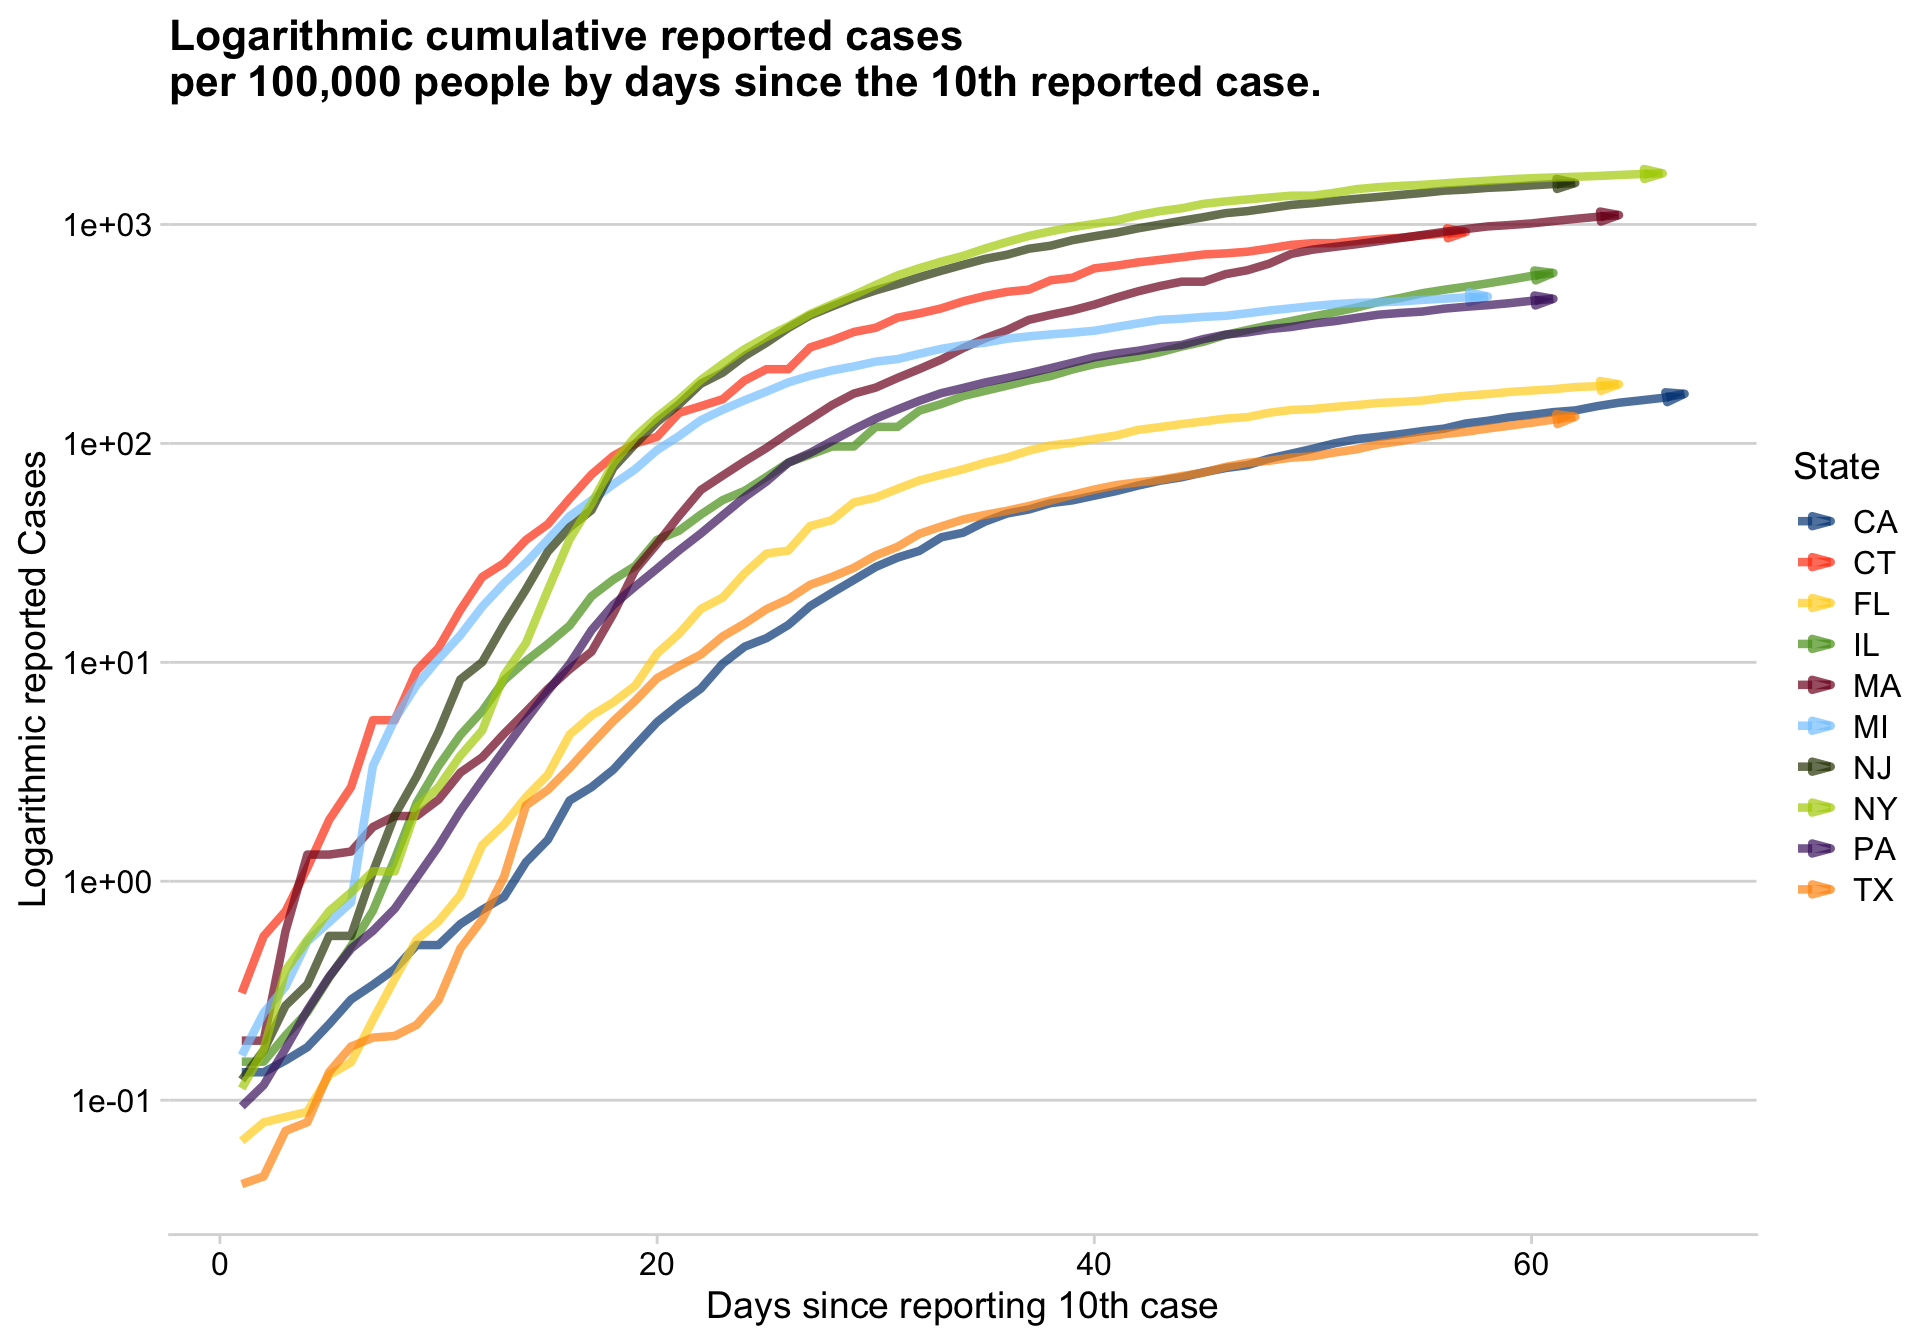 Logarithmic cumulative reported cases
per 100,000 people by days since the 10th reported case.
Logarithmic reported Cases
1e+03
1e+02
1e+01
1e+00
1e-01
0
20
40
60
Days since reporting 10th case
State
CA
CT
FL
IL
MA
MI
NJ
NY
PA
TX